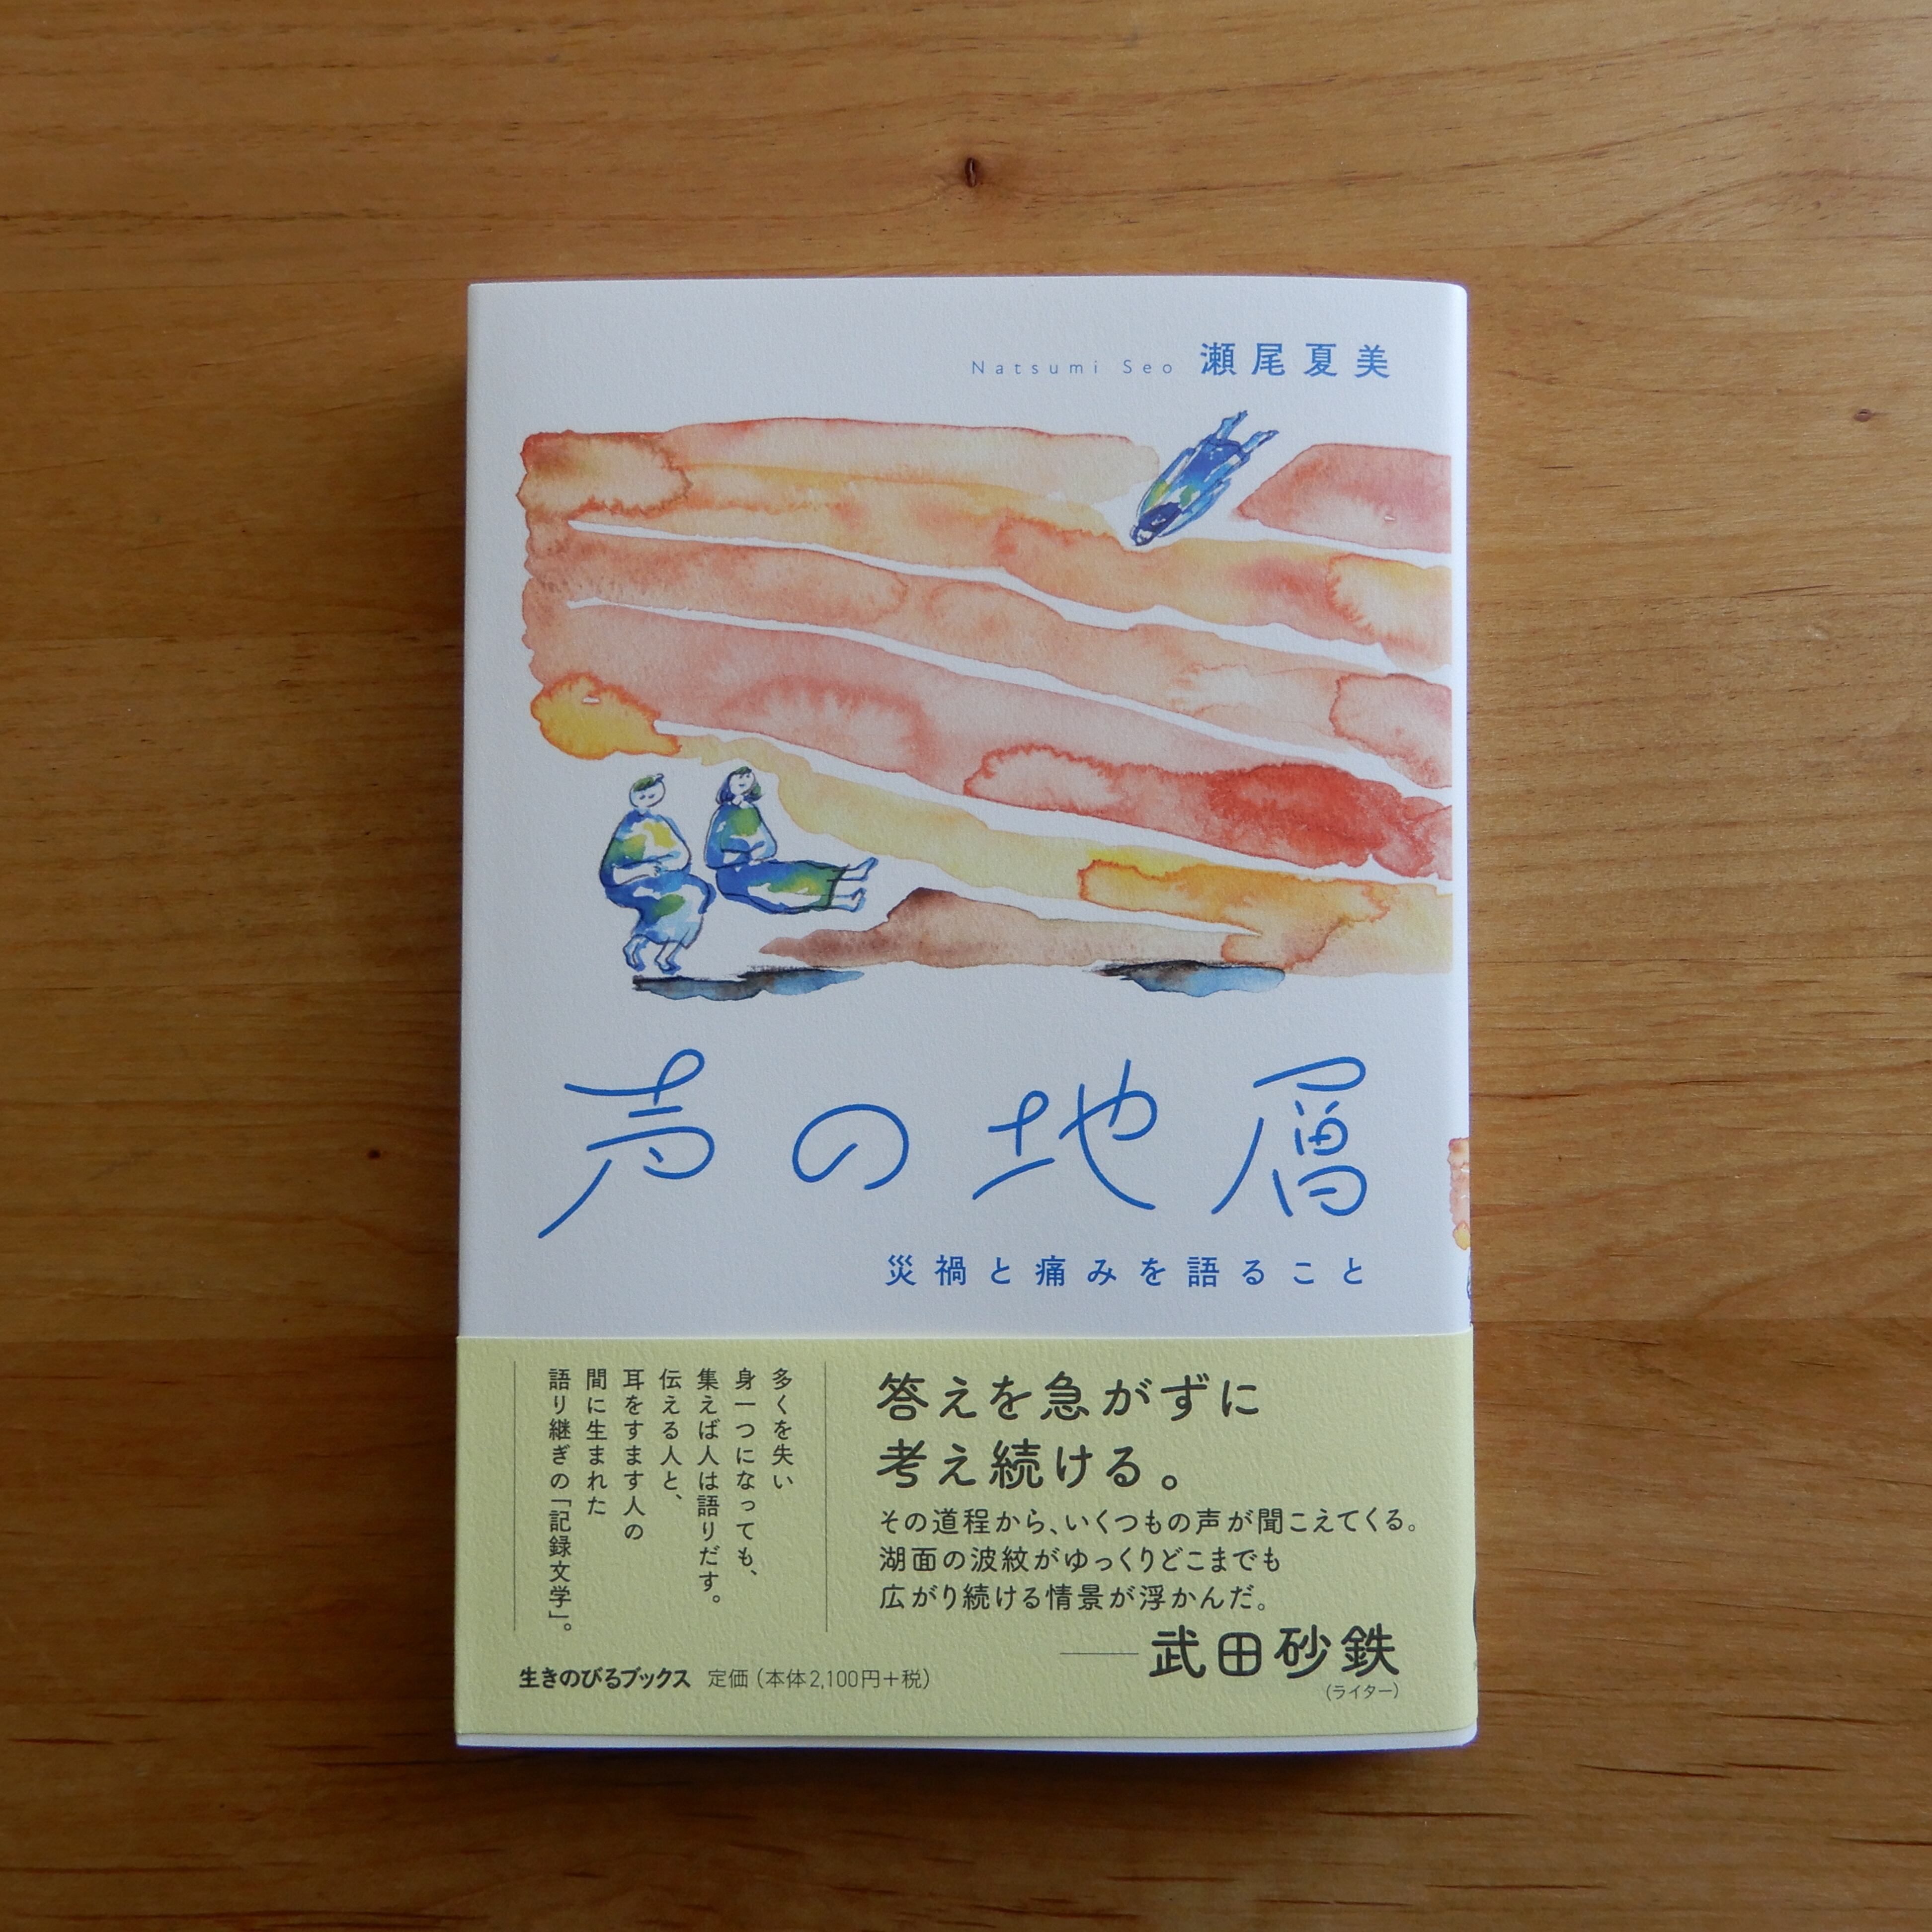 Natsumi Seo 瀬尾夏美
声の地層
災禍と痛みを語ること
答えを急がずに
考え続ける。
その道程から、いくつもの声が聞こえてくる。
湖面の波紋がゆっくりどこまでも
広がり続ける情景が浮かんだ。
——武田砂鉄
（ライター）
多くを失い
身一つになっても、
集えば人は語りだす。
伝える人と、
耳をすます人の
間に生まれた
語り継ぎの「記録文学」。
生きのびるブックス 定価（本体2,100円＋税）